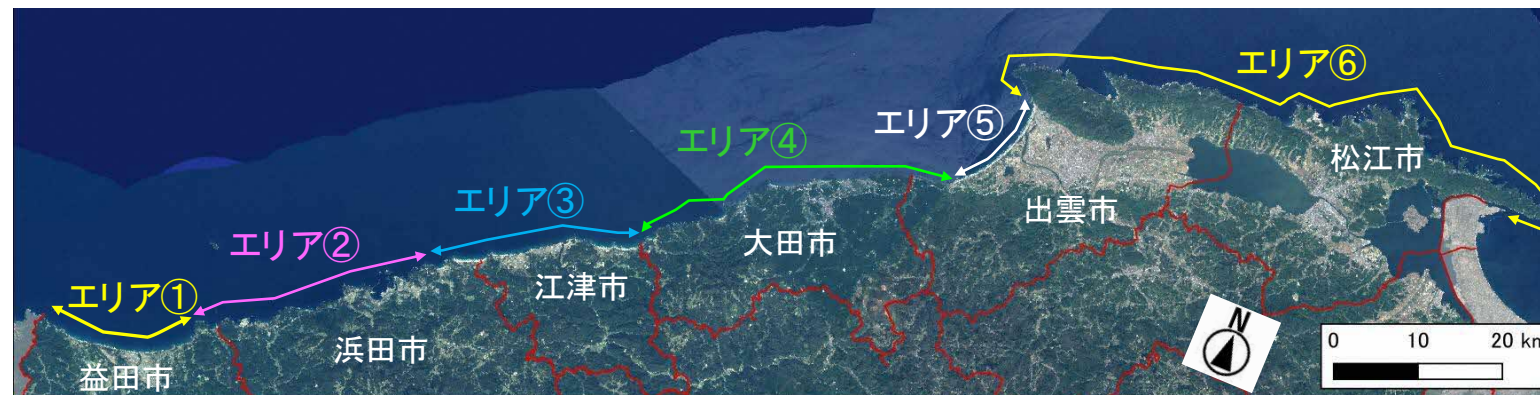 エリア①
エリア②
エリア③
エリア④
エリア⑤
エリア⑥
益田市
浜田市
江津市
大田市
出雲市
松江市
N
0 10 20 km